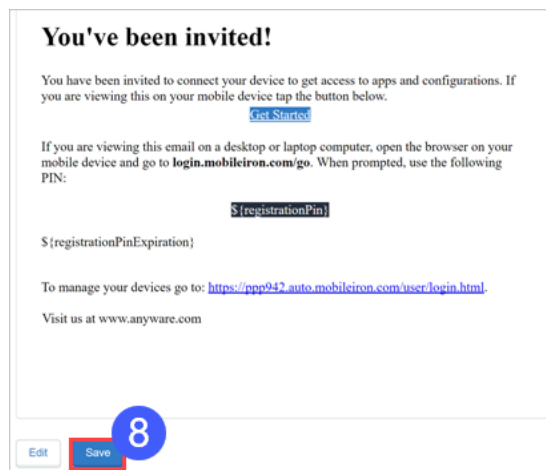 You've been invited!
You have been invited to connect your device to get access to apps and configurations. If
you are viewing this on your mobile device tap the button below.
Get Started
If you are viewing this email on a desktop or laptop computer, open the browser on your
mobile device and go to login.mobileiron.com/go. When prompted, use the following
PIN:
${registrationPin}
${registrationPinExpiration}
To manage your devices go to: https://ppp942.auto.mobileiron.com/user/login.html.
Visit us at www.anyware.com
8
Edit Save